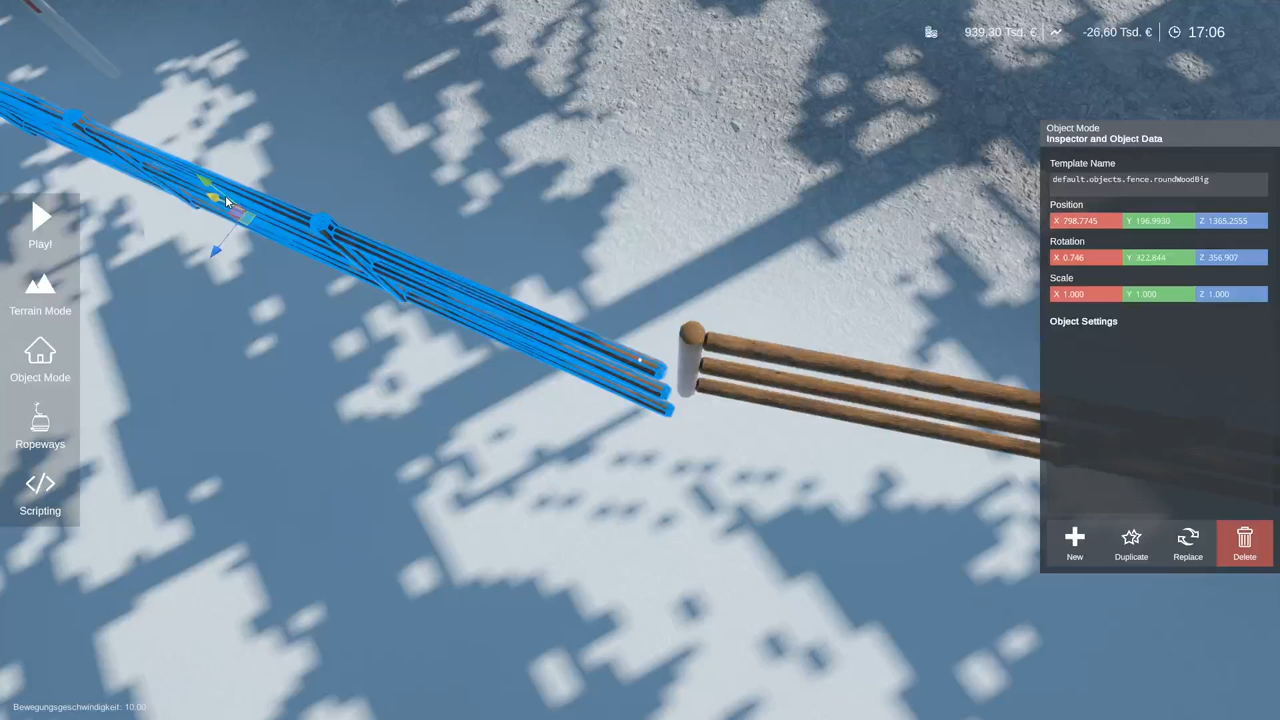 939,30 Tsd. € -26,60 Tsd. € 17:06
Object Mode
Inspector and Object Data
Template Name
default.objects.fence.roundWoodBig
Position
X 798.7745 Y 196.9930 Z 1365.2555
Rotation
X 0.746 Y 322.844 Z 356.907
Scale
X 1.000 Y 1.000 Z 1.000
Object Settings
New Duplicate Replace Delete
Play!
Terrain Mode
Object Mode
Ropeways
</>
Scripting
Bewegungsgeschwindigkeit: 10.00